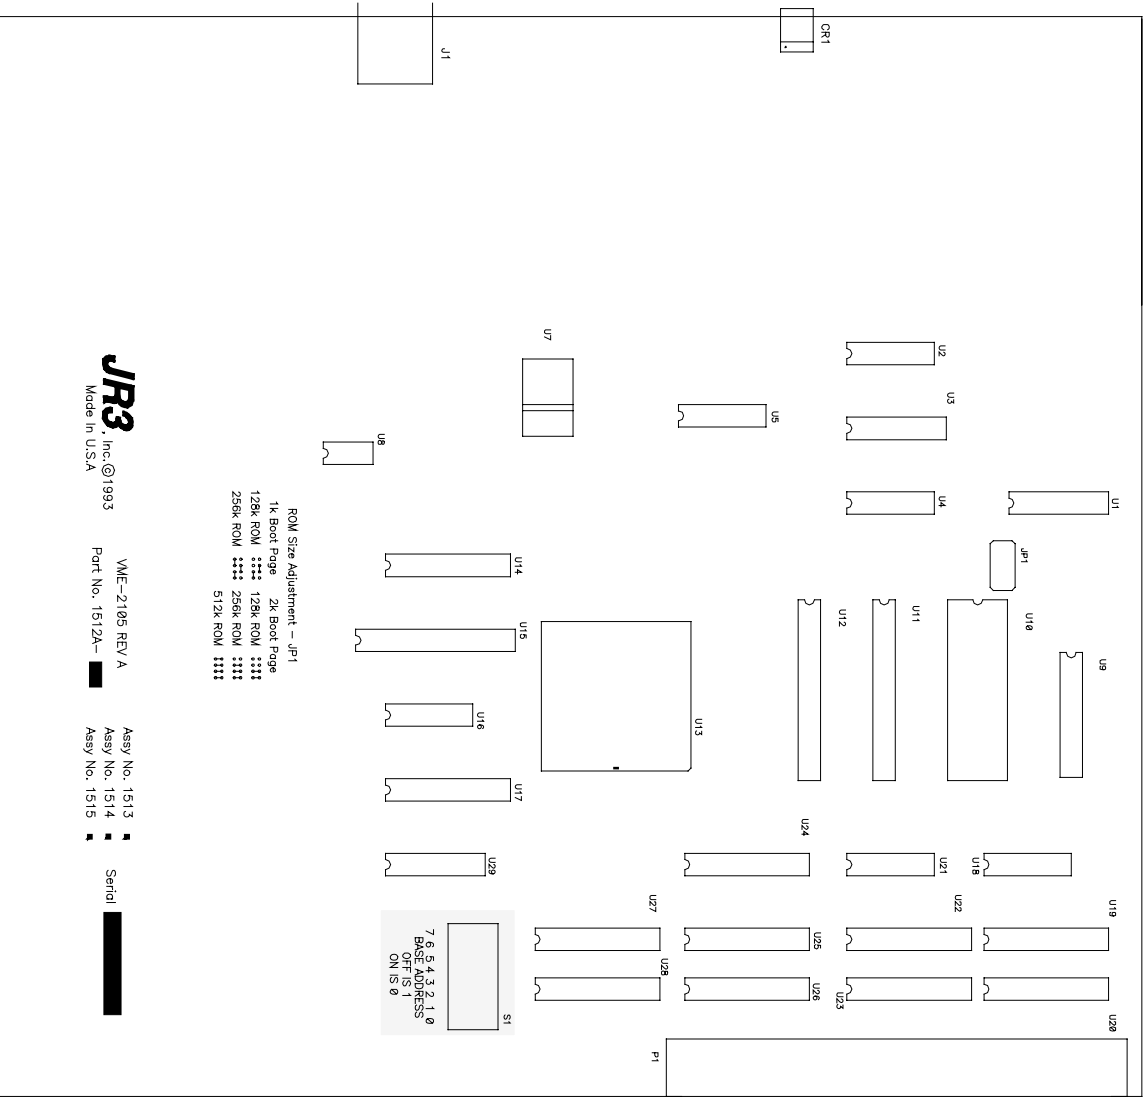 J1
CR1
U7
U2
U3
U5
U8
U4
U1
JP1
U14
U15
U16
U13
U17
U12
U11
U10
U9
U24
U29
U21
U18
U27
U22
U19
U25
U28
U26
U23
U20
S1
P1
ROM Size Adjustment – JP1
1k Boot Page 2k Boot Page
128k ROM 128k ROM
256k ROM 256k ROM
512k ROM
7 6 5 4 3 2 1 0
BASE ADDRESS
OFF IS 1
ON IS 0
JR3, Inc.©1993
Made In U.S.A
VME–2105 REV A
Part No. 1512A–
Assy No. 1513
Assy No. 1514
Assy No. 1515
Serial